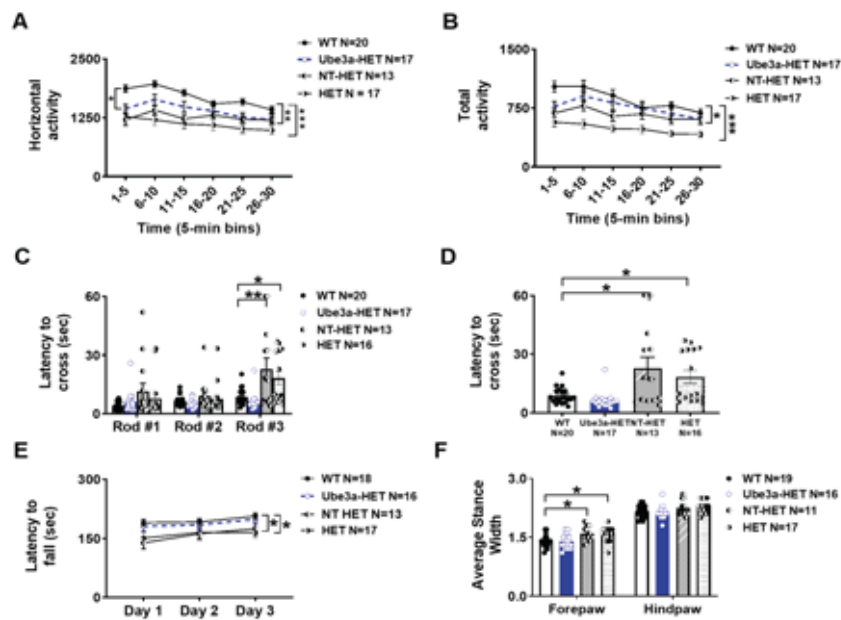 A
Horizontal activity
2500
1250
0
1-5
6-10
11-15
16-20
21-25
26-30
Time (5-min bins)
WT N=20
Ube3a-HET N=17
NT-HET N=13
HET N = 17
*
**
***
B
Total activity
1500
750
0
1-5
6-10
11-15
16-20
21-25
26-30
Time (5-min bins)
WT N=20
Ube3a-HET N=17
NT-HET N=13
HET N=17
*
***
C
Latency to cross (sec)
60
30
0
Rod #1
Rod #2
Rod #3
*
**
WT N=20
Ube3a-HET N=17
NT-HET N=13
HET N=16
D
Latency to cross (sec)
60
30
0
*
*
WT N=20
Ube3a-HET N=17
NT-HET N=13
HET N=16
E
Latency to fall (sec)
300
150
0
Day 1
Day 2
Day 3
WT N=18
Ube3a-HET N=16
NT HET N=13
HET N=17
*
*
F
Average Stance Width
3.0
1.5
0.0
Forepaw
Hindpaw
*
*
WT N=19
Ube3a-HET N=16
NT-HET N=11
HET N=17